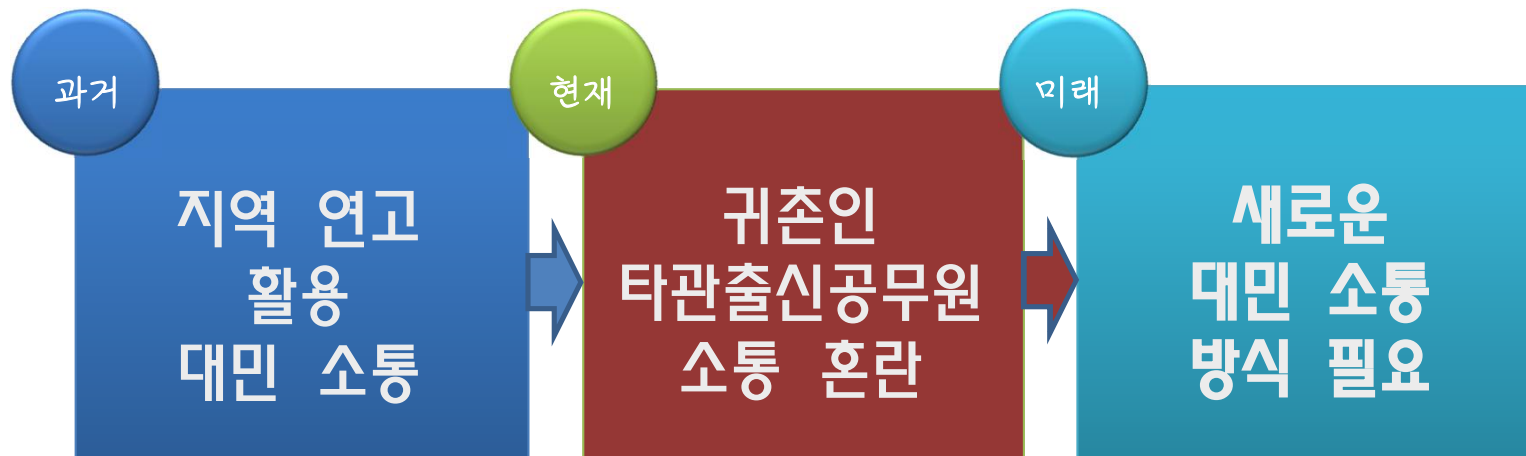 과거
지역 연고
활용
대민 소통
현재
귀촌인
타관출신공무원
소통 혼란
미래
새로운
대민 소통
방식 필요